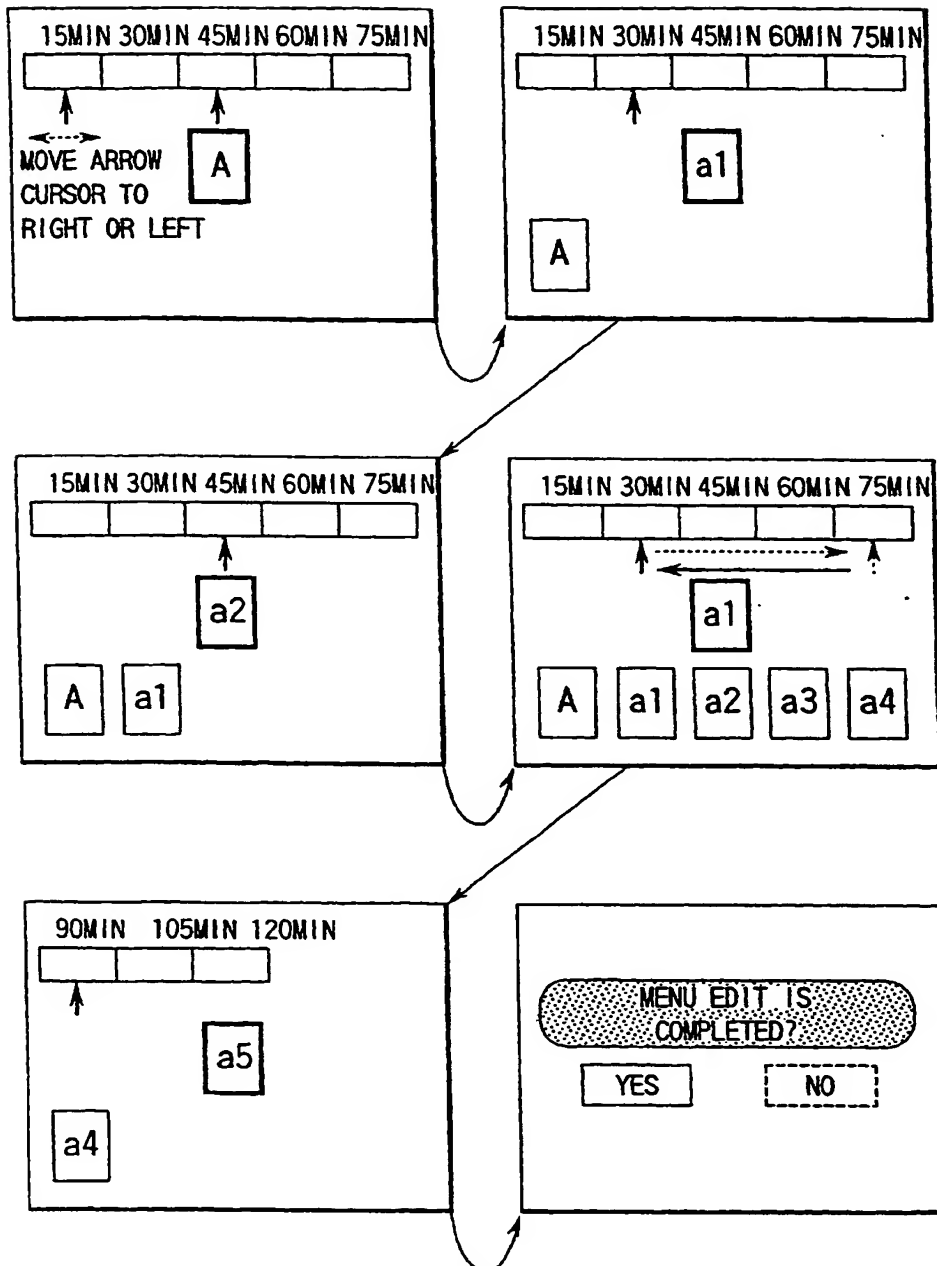 15MIN 30MIN 45MIN 60MIN 75MIN
MOVE ARROW
CURSOR TO
RIGHT OR LEFT
A
15MIN 30MIN 45MIN 60MIN 75MIN
a1
A
15MIN 30MIN 45MIN 60MIN 75MIN
a2
A a1
15MIN 30MIN 45MIN 60MIN 75MIN
a1
A a1 a2 a3 a4
90MIN 105MIN 120MIN
a5
a4
MENU EDIT IS
COMPLETED?
YES NO